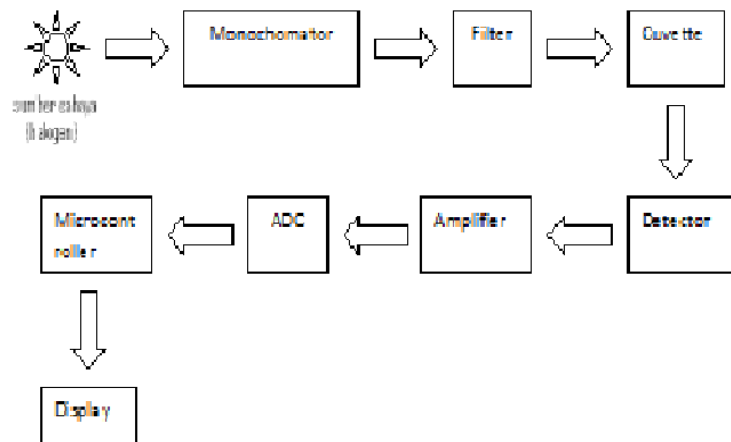 Monochomator
Filter
Cuvette
sumber cahaya
(halogen)
Microcont
roller
ADC
Amplifier
Detector
Display